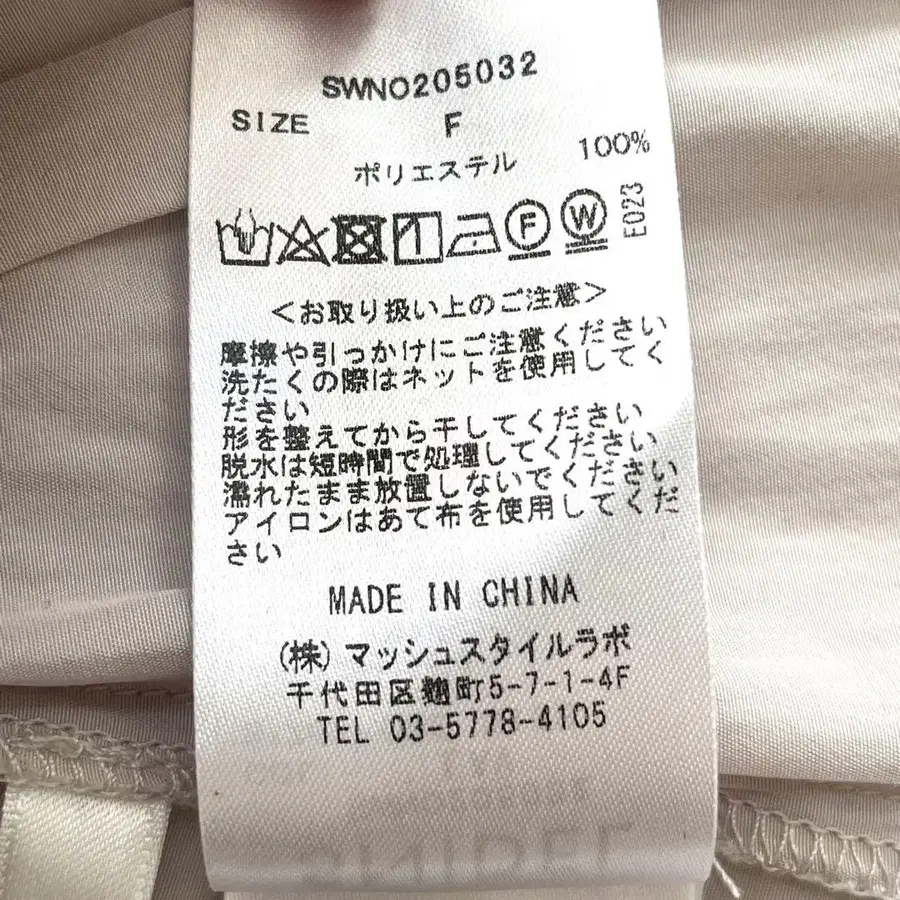 SWNO205032
SIZE F
ポリエステル 100%
F W E023
<お取り扱い上のご注意>
摩擦や引っかけにご注意ください
洗たくの際はネットを使用してく
ださい
形を整えてから干してください
脱水は短時間で処理してください
濡れたまま放置しないでください
アイロンはあて布を使用してくだ
さい
MADE IN CHINA
(株)マッシュスタイルラボ
千代田区麹町5-7-1-4F
TEL 03-5778-4105